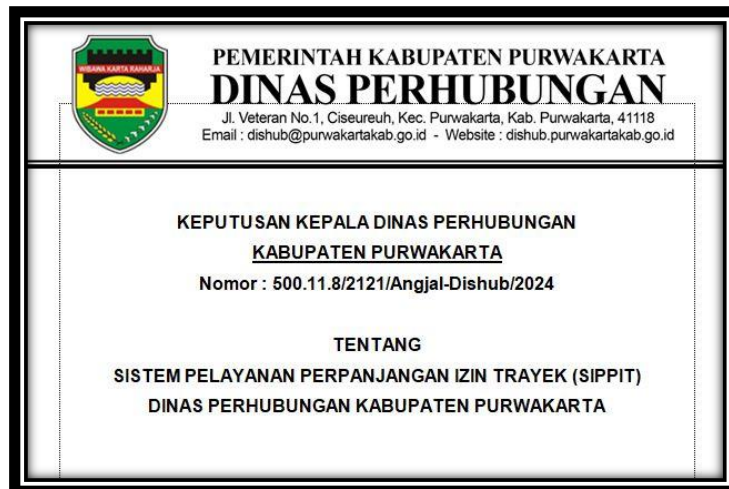 WIBAWA KARTA RAHARJA
PEMERINTAH KABUPATEN PURWAKARTA
DINAS PERHUBUNGAN
Jl. Veteran No.1, Ciseureuh, Kec. Purwakarta, Kab. Purwakarta, 41118
Email : dishub@purwakartakab.go.id - Website : dishub.purwakartakab.go.id
KEPUTUSAN KEPALA DINAS PERHUBUNGAN
KABUPATEN PURWAKARTA
Nomor : 500.11.8/2121/Angjal-Dishub/2024
TENTANG
SISTEM PELAYANAN PERPANJANGAN IZIN TRAYEK (SIPPIT)
DINAS PERHUBUNGAN KABUPATEN PURWAKARTA